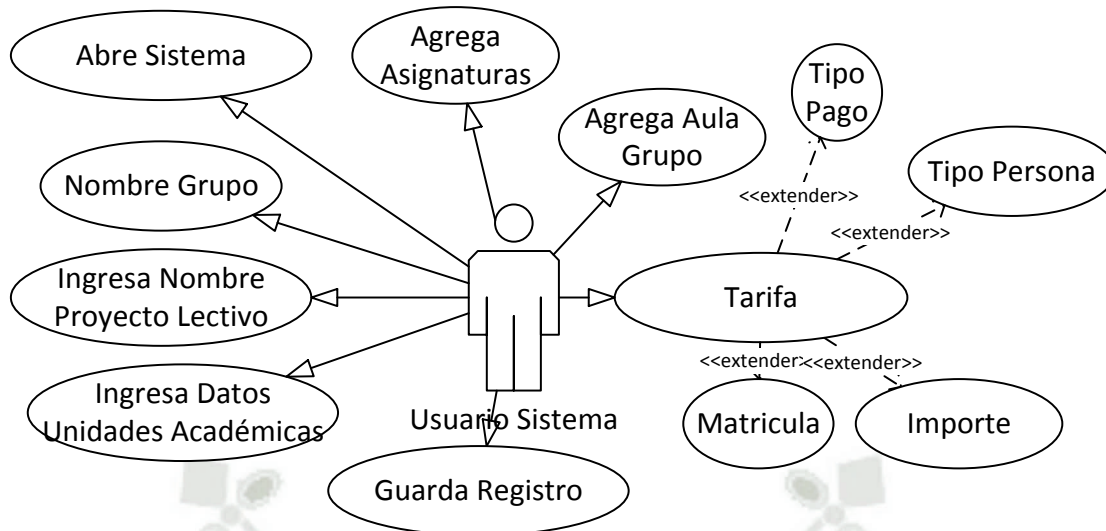 Abre Sistema
Agrega
Asignaturas
Tipo
Pago
Agrega Aula
Grupo
Tipo Persona
Nombre Grupo
<<extender>>
<<extender>>
Ingresa Nombre
Proyecto Lectivo
Tarifa
<<extender>>
<<extender>>
Ingresa Datos
Unidades Académicas
Usuario Sistema
Matricula
Importe
Guarda Registro